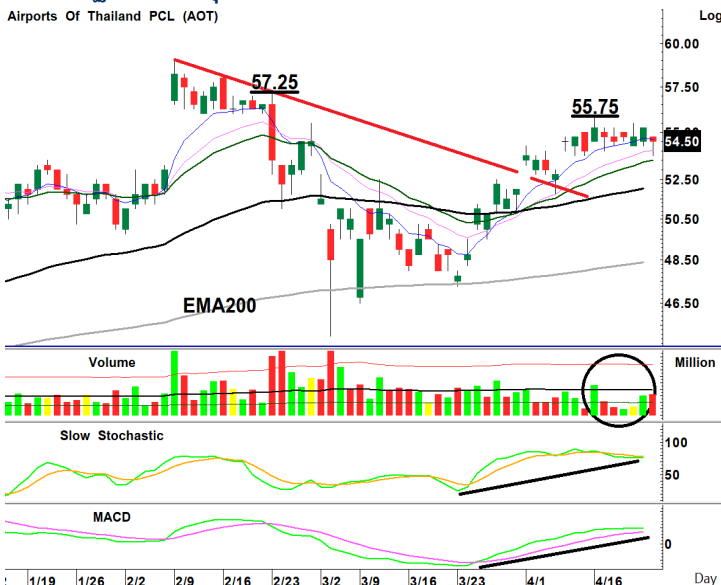 Airports Of Thailand PCL (AOT)
Log
60.00
57.50
57.25
55.75
55.00
54.50
52.50
50.50
48.50
46.50
EMA200
Volume
Million
Slow Stochastic
100
50
MACD
0
1/19 1/26 2/2 2/9 2/16 2/23 3/2 3/9 3/16 3/23 4/1 4/16 Day